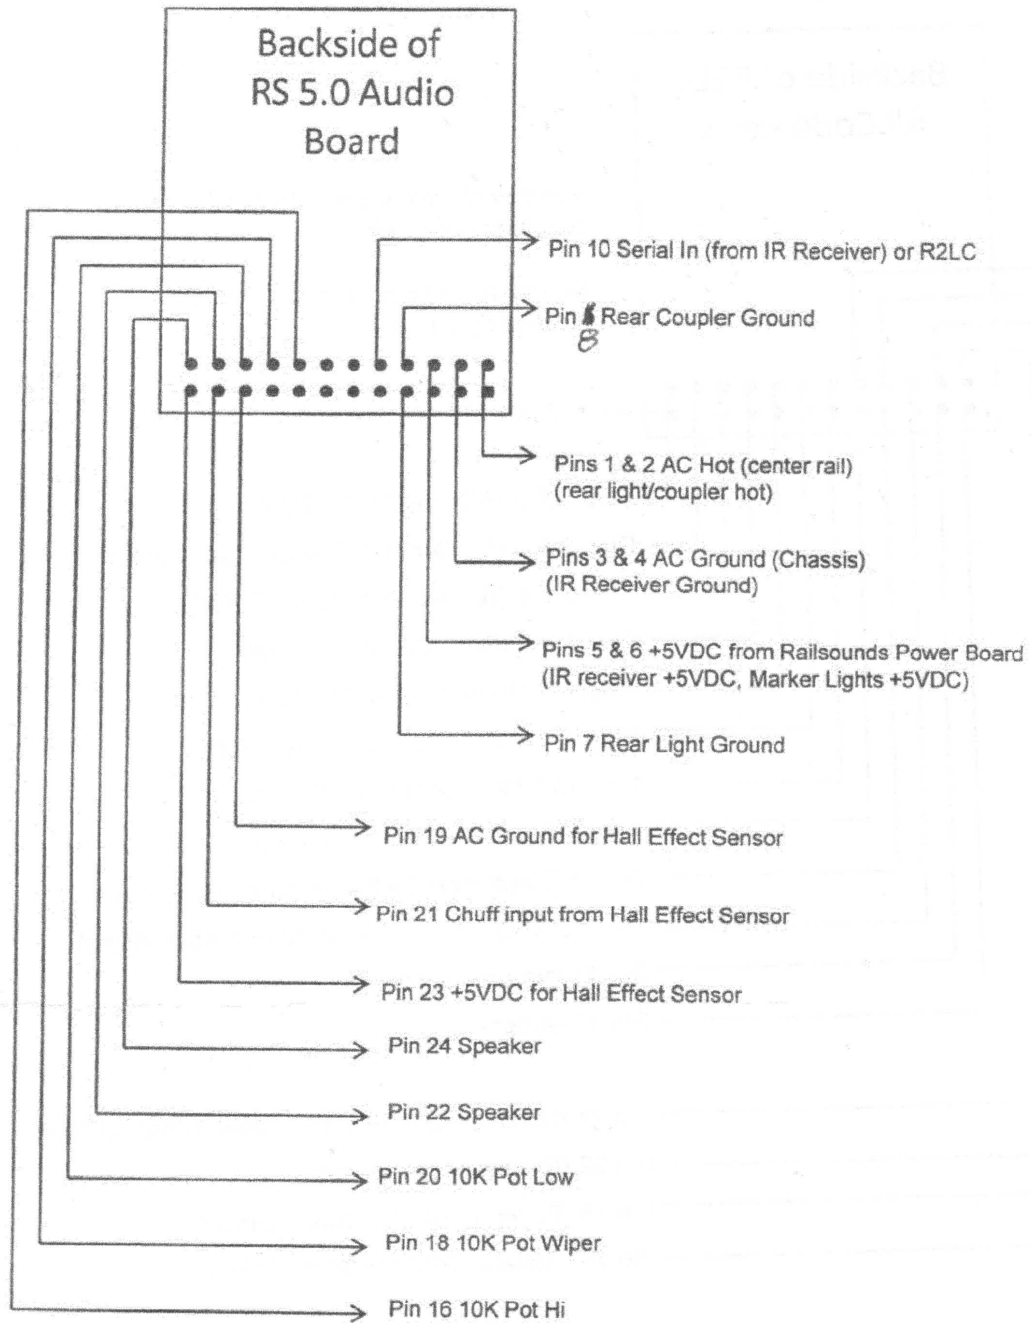 Backside of
RS 5.0 Audio
Board
Pin 10 Serial In (from IR Receiver) or R2LC
Pin 8 Rear Coupler Ground
Pins 1 & 2 AC Hot (center rail)
(rear light/coupler hot)
Pins 3 & 4 AC Ground (Chassis)
(IR Receiver Ground)
Pins 5 & 6 +5VDC from Railsounds Power Board
(IR receiver +5VDC, Marker Lights +5VDC)
Pin 7 Rear Light Ground
Pin 19 AC Ground for Hall Effect Sensor
Pin 21 Chuff input from Hall Effect Sensor
Pin 23 +5VDC for Hall Effect Sensor
Pin 24 Speaker
Pin 22 Speaker
Pin 20 10K Pot Low
Pin 18 10K Pot Wiper
Pin 16 10K Pot Hi